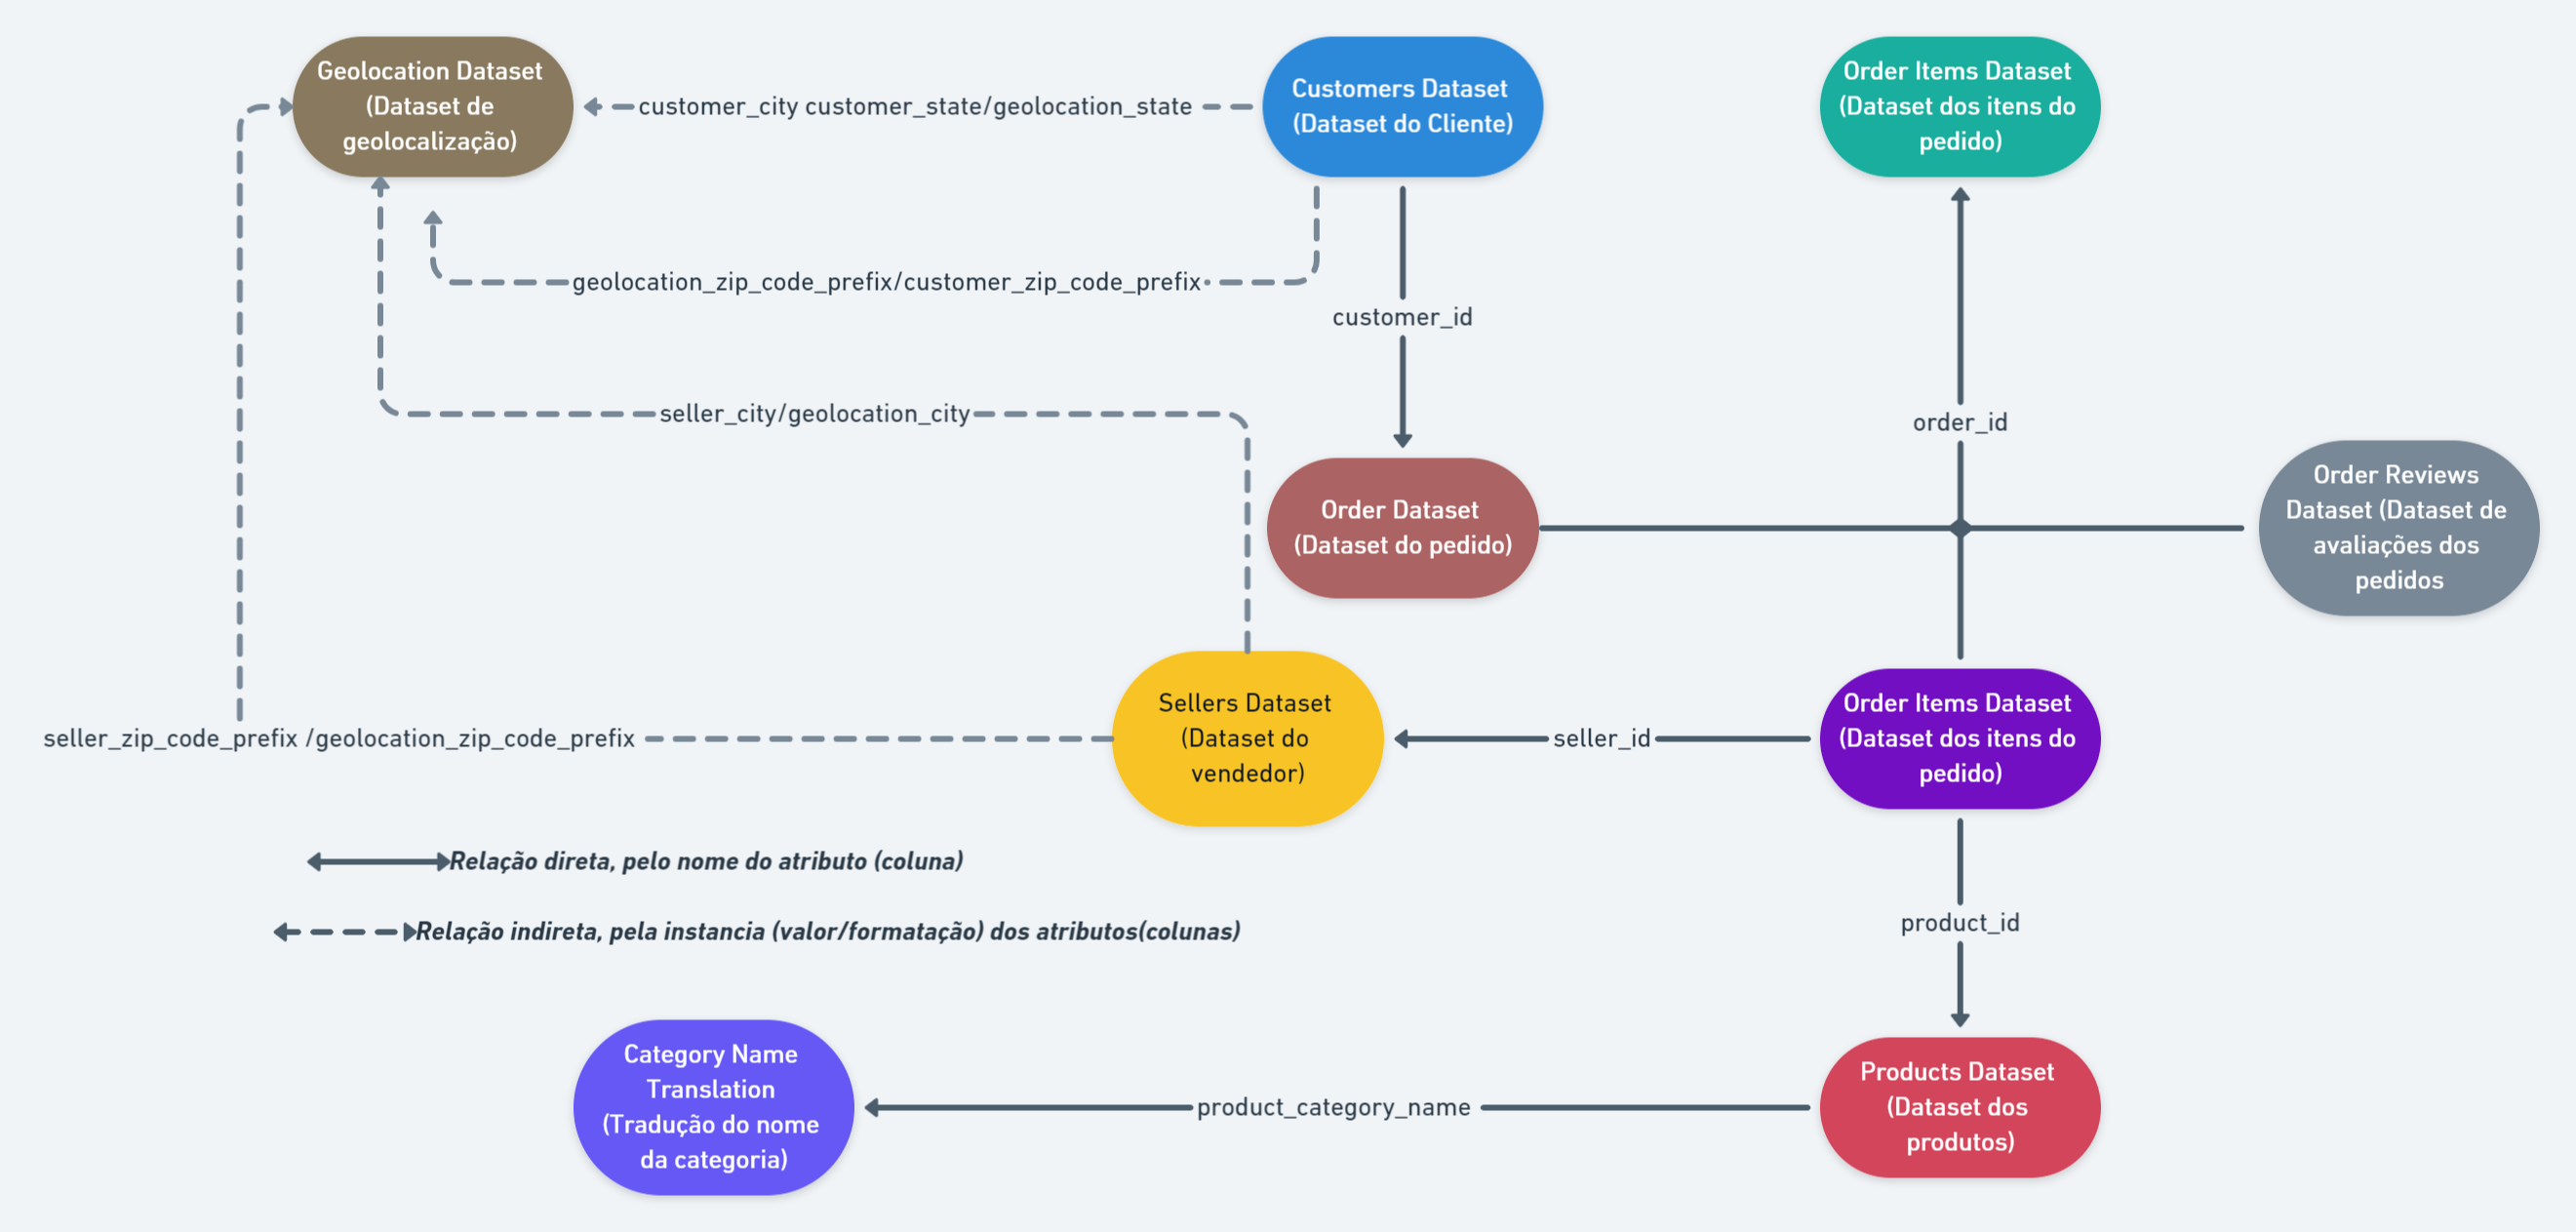 Geolocation Dataset
(Dataset de
geolocalização)
customer_city customer_state/geolocation_state
Customers Dataset
(Dataset do Cliente)
Order Items Dataset
(Dataset dos itens do
pedido)
geolocation_zip_code_prefix/customer_zip_code_prefix
customer_id
seller_city/geolocation_city
order_id
Order Dataset
(Dataset do pedido)
Order Reviews
Dataset (Dataset de
avaliações dos
pedidos
seller_zip_code_prefix /geolocation_zip_code_prefix
Sellers Dataset
(Dataset do
vendedor)
seller_id
Order Items Dataset
(Dataset dos itens do
pedido)
Relação direta, pelo nome do atributo (coluna)
Relação indireta, pela instancia (valor/formatação) dos atributos(colunas)
product_id
Category Name
Translation
(Tradução do nome
da categoria)
product_category_name
Products Dataset
(Dataset dos
produtos)